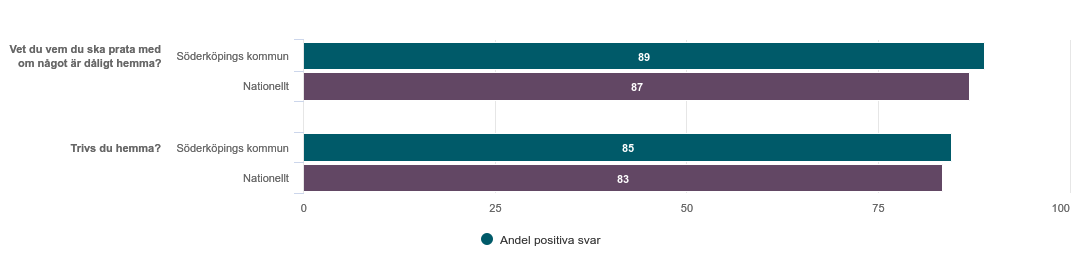 Vet du vem du ska prata med
om något är dåligt hemma?
Söderköpings kommun
89
Nationellt
87
Trivs du hemma?
Söderköpings kommun
85
Nationellt
83
0
25
50
75
100
Andel positiva svar